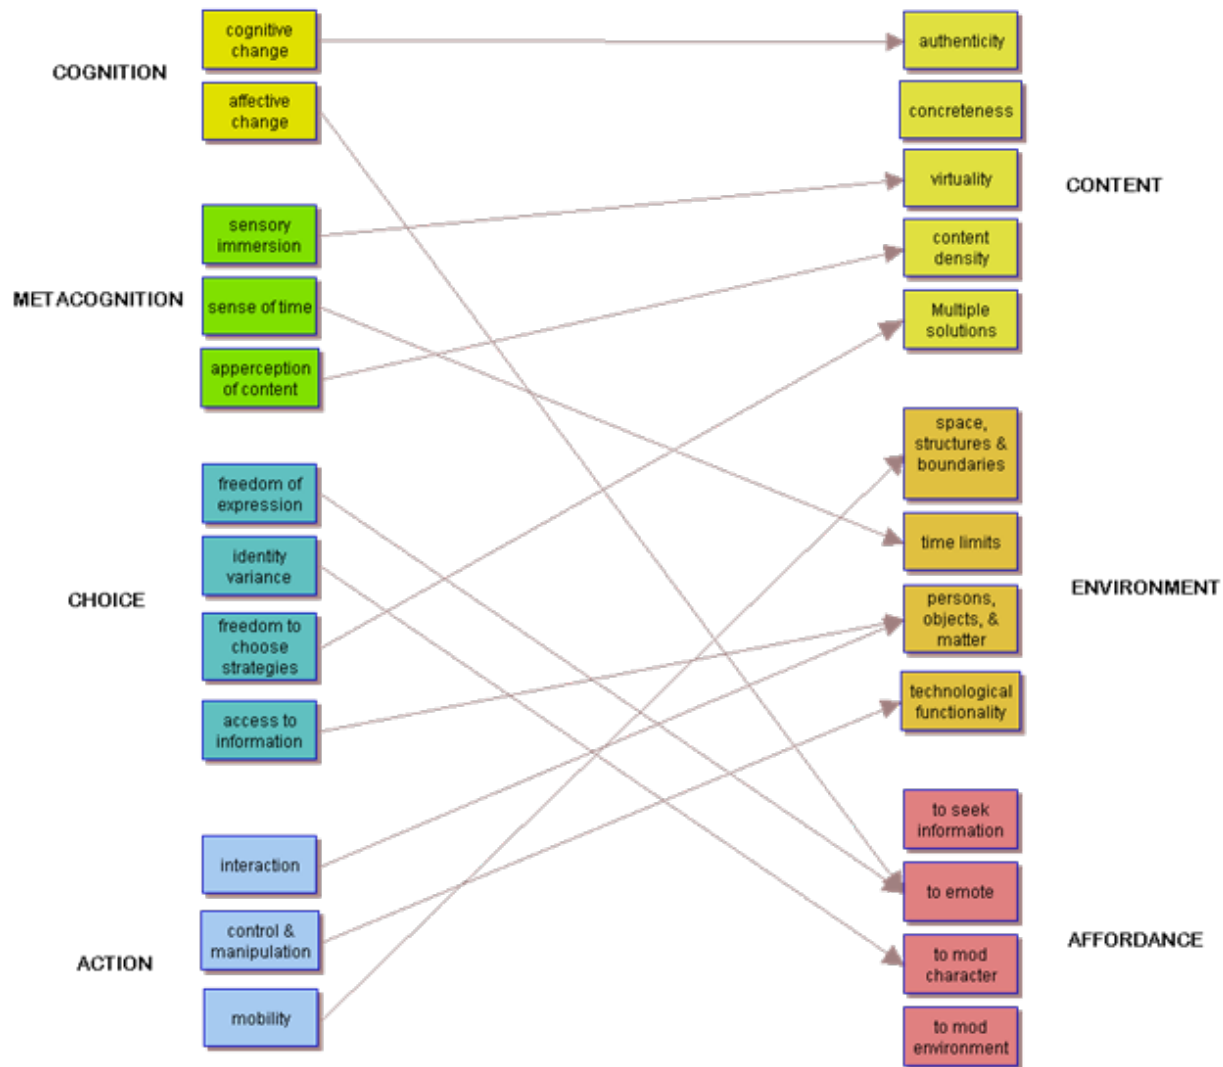 COGNITION
cognitive
change
affective
change
METACOGNITION
sensory
immersion
sense of time
apperception
of content
CHOICE
freedom of
expression
identity
variance
freedom to
choose
strategies
access to
information
ACTION
interaction
control &
manipulation
mobility
authenticity
concreteness
virtuality
content
density
Multiple
solutions
CONTENT
space,
structures &
boundaries
time limits
persons,
objects, &
matter
technological
functionality
ENVIRONMENT
to seek
information
to emote
to mod
character
to mod
environment
AFFORDANCE